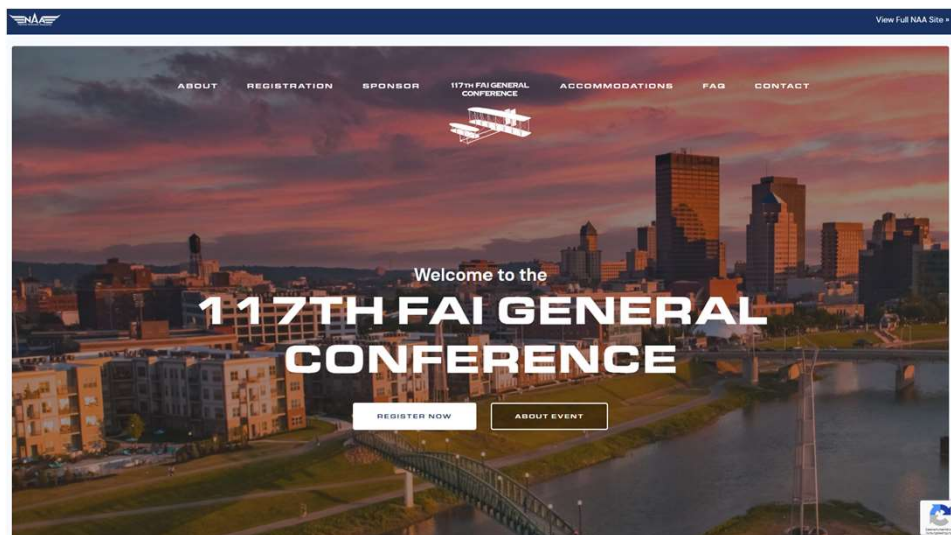 NAA
View Full NAA Site »
ABOUT
REGISTRATION
SPONSOR
117TH FAI GENERAL
CONFERENCE
ACCOMMODATIONS
FAQ
CONTACT
Welcome to the
117TH FAI GENERAL
CONFERENCE
REGISTER NOW
ABOUT EVENT